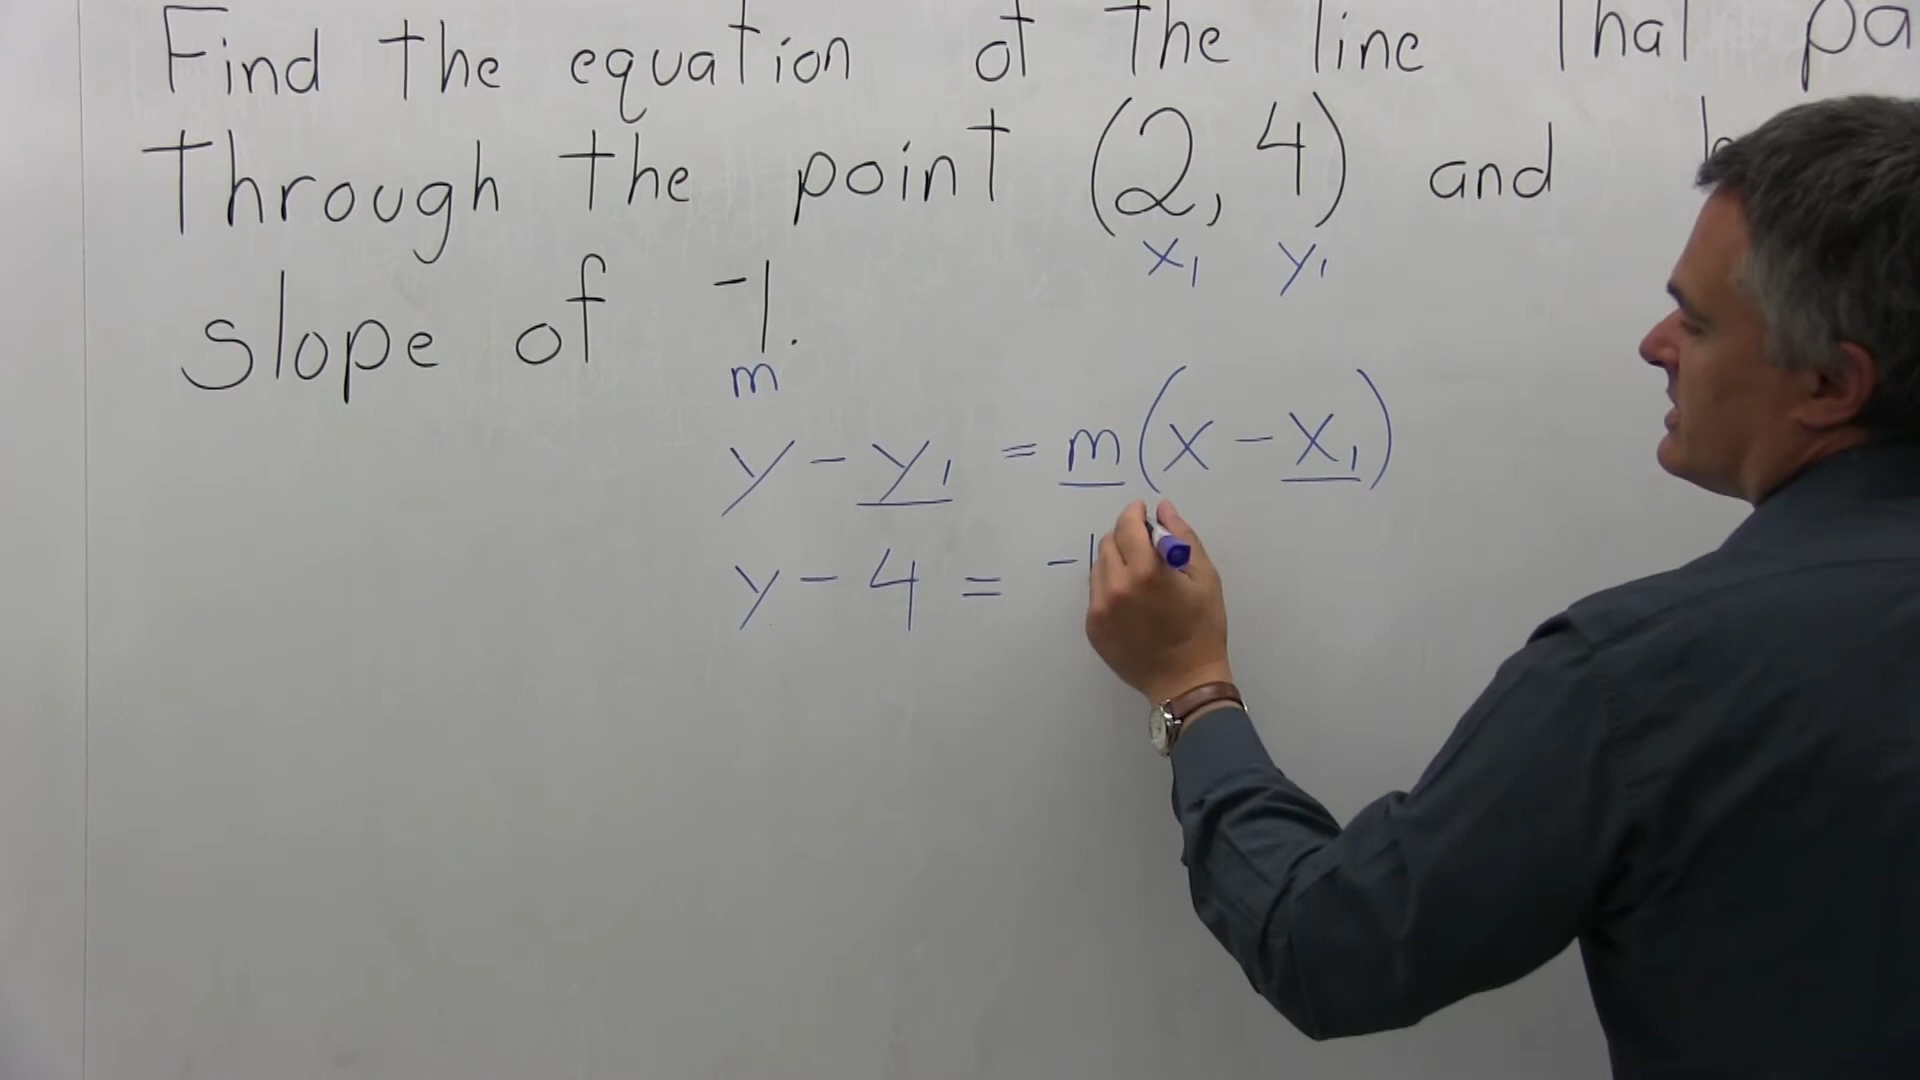 Find the equation of the line that pa
through the point (2, 4) and
x₁ y₁
slope of -1.
m
y - y₁ = m(x - x₁)
y - 4 = -1